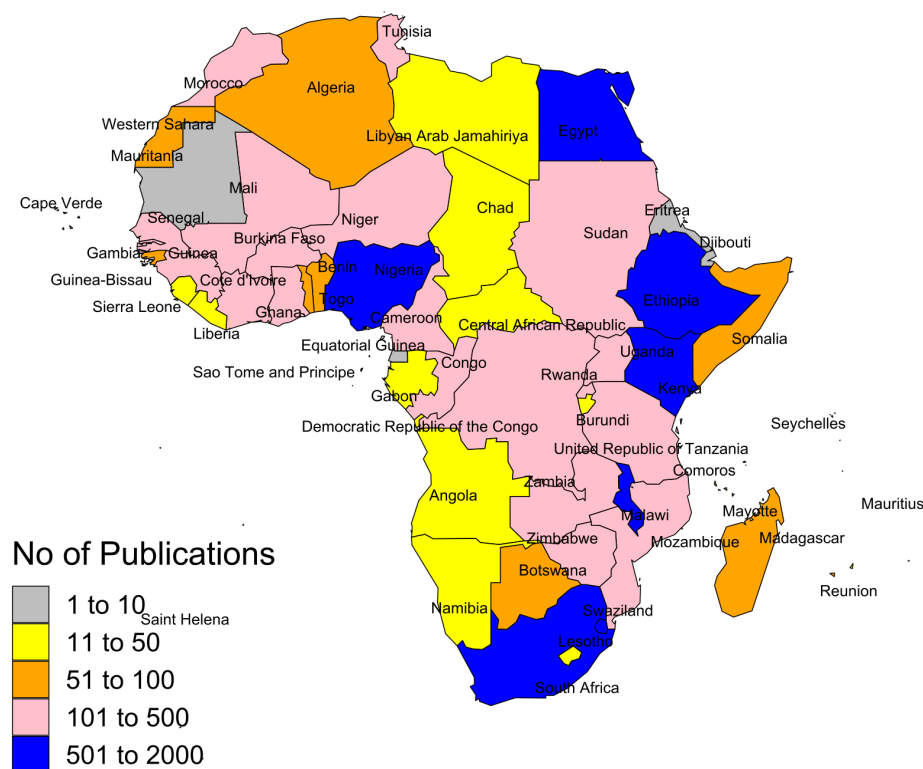 Tunisia
Morocco
Algeria
Western Sahara
Libyan Arab Jamahiriya
Egypt
Mauritania
Mali
Cape Verde
Chad
Eritrea
Senegal
Niger
Sudan
Burkina Faso
Djibouti
Gambia
Guinea
Benin
Nigeria
Guinea-Bissau
Cote d'Ivoire
Togo
Ethiopia
Sierra Leone
Ghana
Cameroon
Central African Republic
Liberia
Somalia
Equatorial Guinea
Uganda
Congo
Sao Tome and Principe
Rwanda
Kenya
Gabon
Burundi
Seychelles
Democratic Republic of the Congo
United Republic of Tanzania
Comoros
Zambia
Angola
Mauritius
Mayotte
Malawi
Zimbabwe
Mozambique
Madagascar
Botswana
Reunion
Namibia
Swaziland
Saint Helena
Lesotho
South Africa
No of Publications
1 to 10
11 to 50
51 to 100
101 to 500
501 to 2000